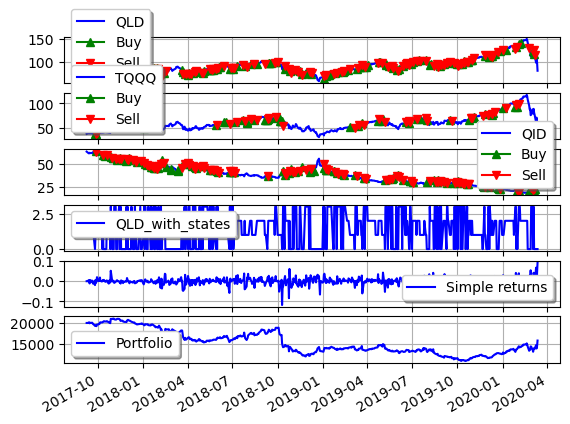 QLD
Buy
Sell
150
100
TQQQ
Buy
Sell
100
50
QID
Buy
Sell
50
25
QLD_with_states
2.5
0.0
Simple returns
0.1
0.0
−0.1
Portfolio
20000
15000
2017-10
2018-01
2018-04
2018-07
2018-10
2019-01
2019-04
2019-07
2019-10
2020-01
2020-04